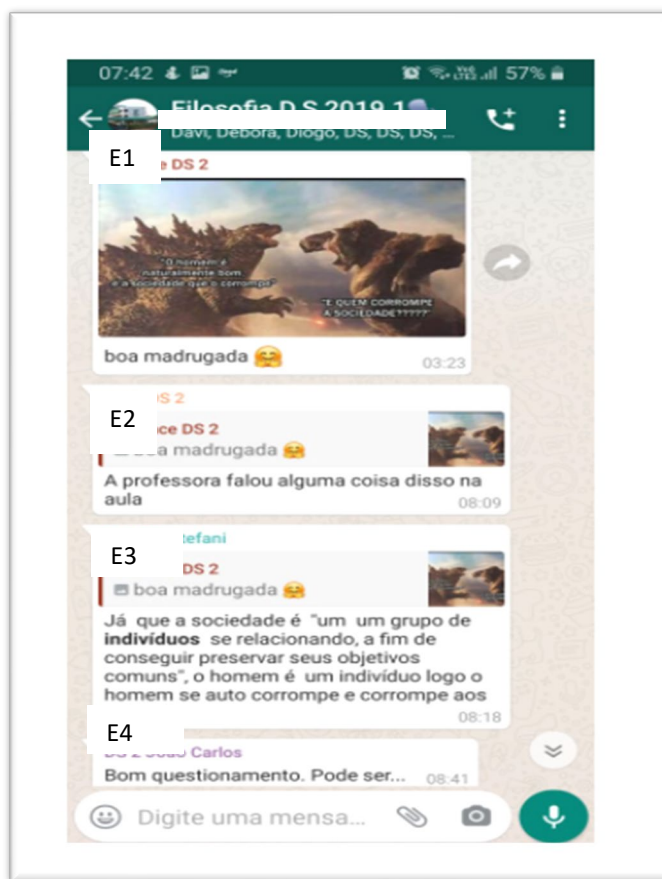 07:42
57%
Filosofia D S 2019.1
Davi, Debora, Diogo, DS, DS, DS, ...
E1
e DS 2
"O homem é
naturalmente bom
e a sociedade que o corrompe"
"E QUEM CORROMPE
A SOCIEDADE?????"
boa madrugada 🤗
03:23
E2
S 2
ce DS 2
a madrugada 🤗
A professora falou alguma coisa disso na
aula
08:09
E3
tefani
DS 2
boa madrugada 🤗
Já que a sociedade é "um um grupo de
indivíduos se relacionando, a fim de
conseguir preservar seus objetivos
comuns", o homem é um indivíduo logo o
homem se auto corrompe e corrompe aos
08:18
E4
DS 2 João Carlos
Bom questionamento. Pode ser...
08:41
Digite uma mensa...